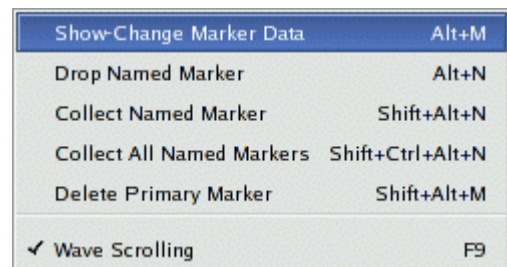 Show-Change Marker Data Alt+M
Drop Named Marker Alt+N
Collect Named Marker Shift+Alt+N
Collect All Named Markers Shift+Ctrl+Alt+N
Delete Primary Marker Shift+Alt+M
✓ Wave Scrolling F9